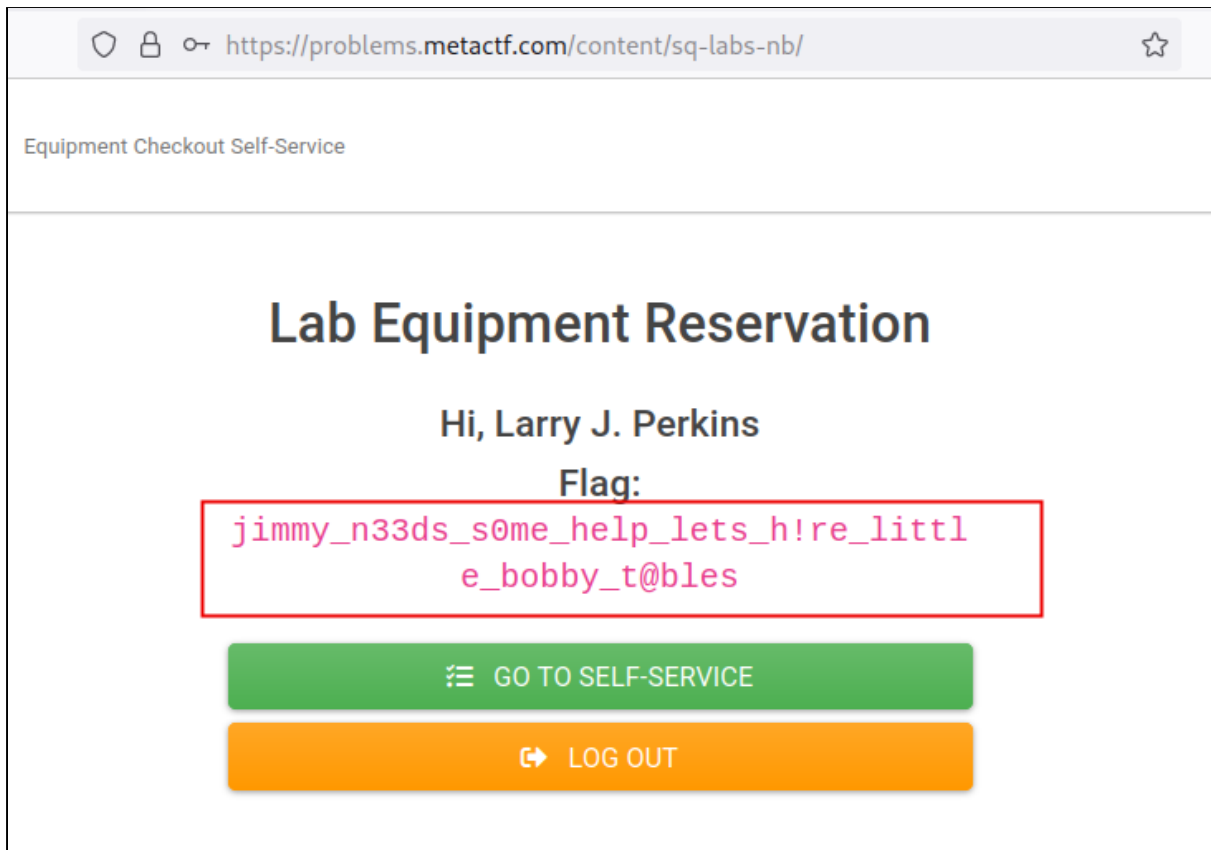 https://problems.metactf.com/content/sq-labs-nb/
Equipment Checkout Self-Service
Lab Equipment Reservation
Hi, Larry J. Perkins
Flag:
jimmy_n33ds_s0me_help_lets_h!re_littl
e_bobby_t@bles
GO TO SELF-SERVICE
LOG OUT